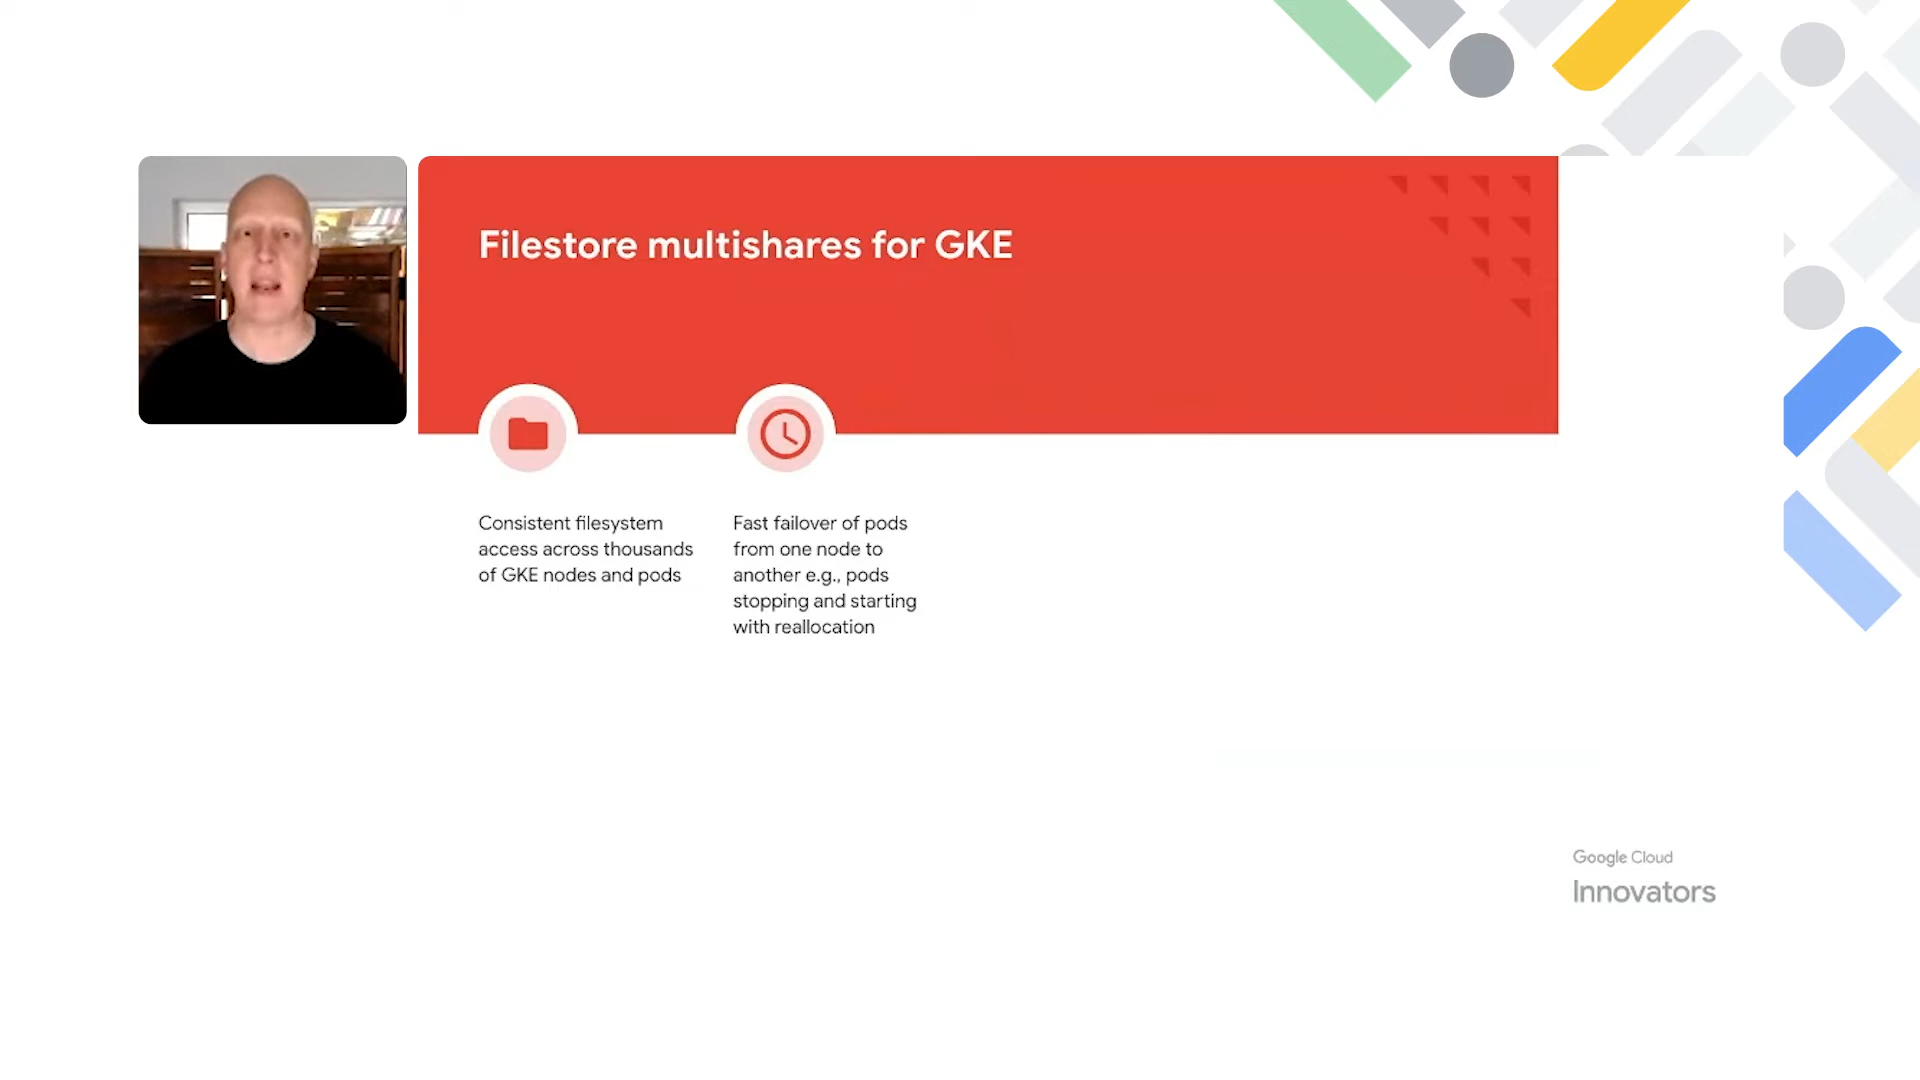 Filestore multishares for GKE
Consistent filesystem
access across thousands
of GKE nodes and pods
Fast failover of pods
from one node to
another e.g., pods
stopping and starting
with reallocation
Google Cloud
Innovators